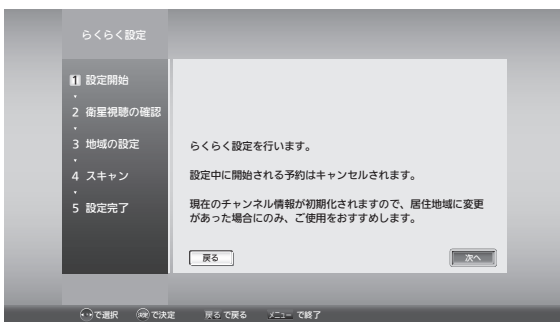 らくらく設定
1 設定開始
2 衛星視聴の確認
3 地域の設定
4 スキャン
5 設定完了
らくらく設定を行います。
設定中に開始される予約はキャンセルされます。
現在のチャンネル情報が初期化されますので、居住地域に変更
があった場合にのみ、ご使用をおすすめします。
戻る 次へ
で選択 決定 で決定 戻る で戻る メニュー で終了